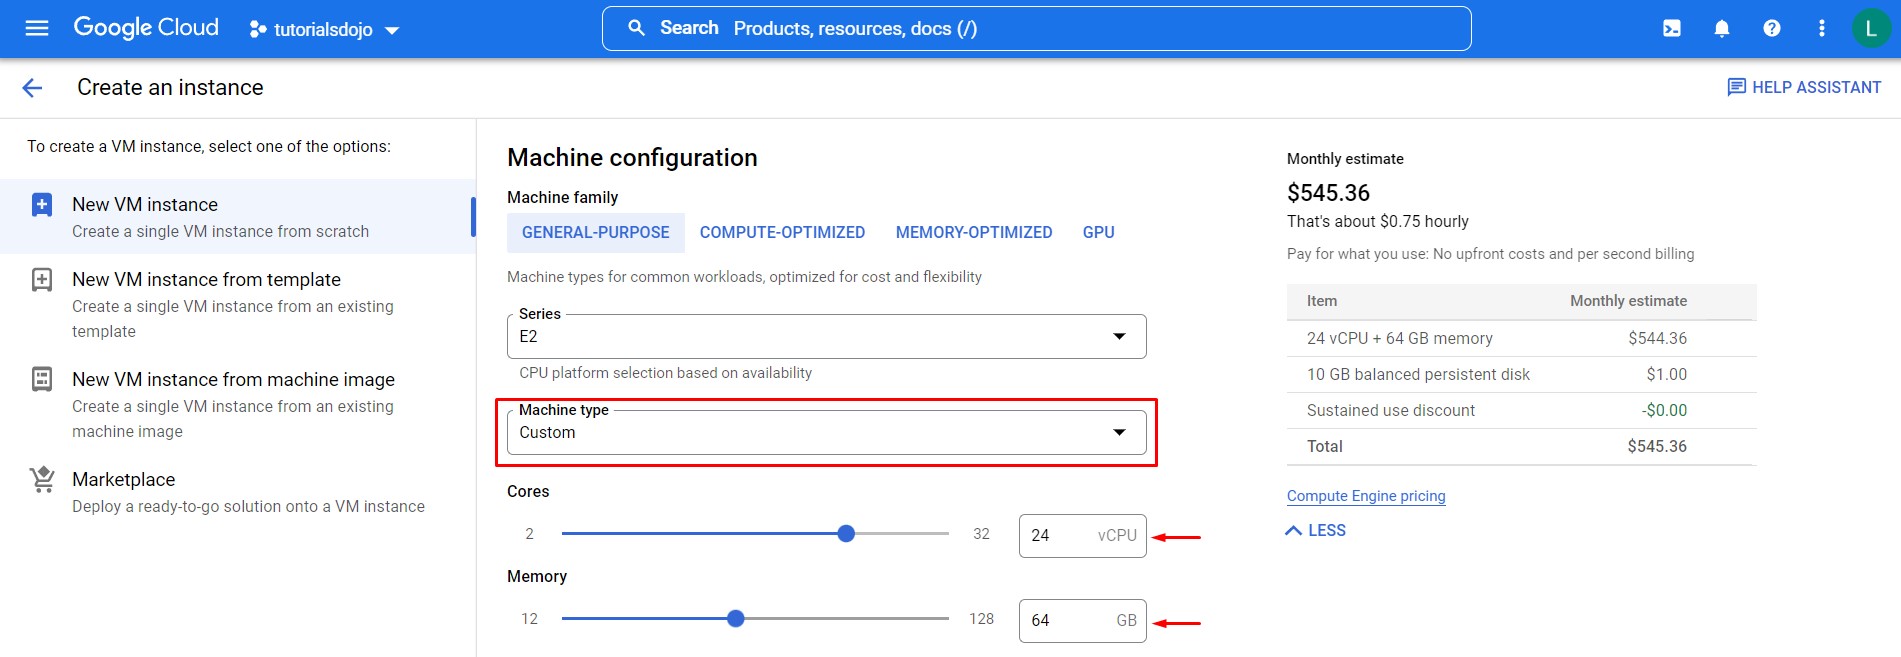 Google Cloud
tutorialsdojo
Search Products, resources, docs (/)
L
Create an instance
HELP ASSISTANT
To create a VM instance, select one of the options:
New VM instance
Create a single VM instance from scratch
New VM instance from template
Create a single VM instance from an existing
template
New VM instance from machine image
Create a single VM instance from an existing
machine image
Marketplace
Deploy a ready-to-go solution onto a VM instance
Machine configuration
Machine family
GENERAL-PURPOSE COMPUTE-OPTIMIZED MEMORY-OPTIMIZED GPU
Machine types for common workloads, optimized for cost and flexibility
Series
E2
CPU platform selection based on availability
Machine type
Custom
Cores
2 32 24 vCPU
Memory
12 128 64 GB
Monthly estimate
$545.36
That's about $0.75 hourly
Pay for what you use: No upfront costs and per second billing
Item Monthly estimate
24 vCPU + 64 GB memory $544.36
10 GB balanced persistent disk $1.00
Sustained use discount -$0.00
Total $545.36
Compute Engine pricing
LESS